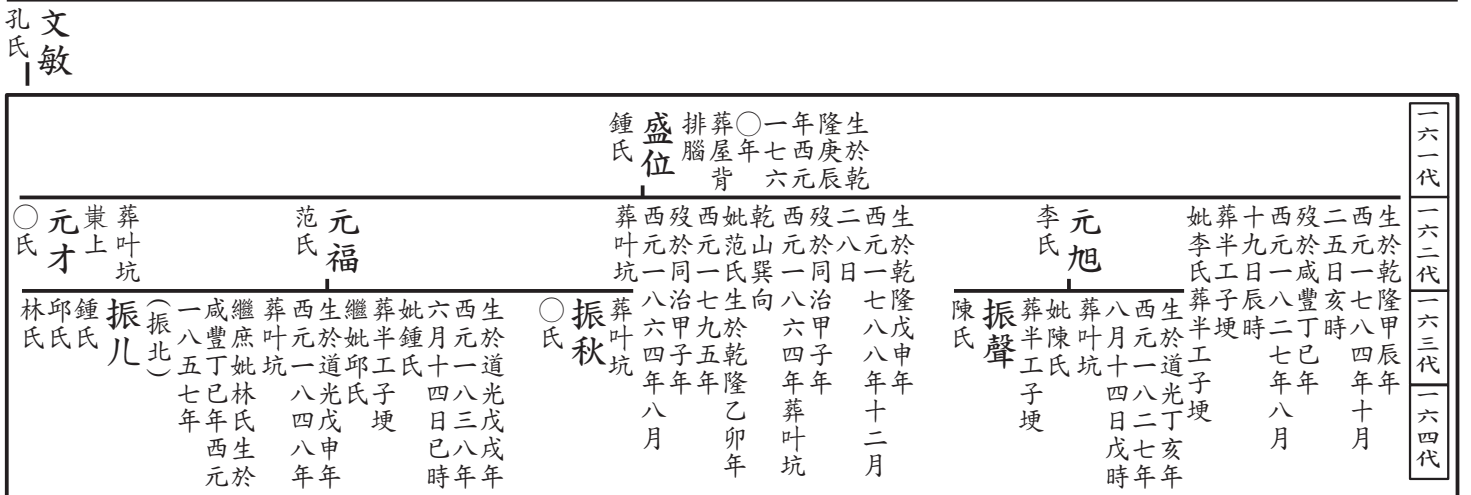 文敏
孔氏
一六一代
一六二代
一六三代
一六四代
生於乾
隆庚辰
年西元
一七六
○年
葬屋背
排腦
盛位
鍾氏
生於乾隆甲辰年
西元一七八四年十月
二五日亥時
歿於咸豐丁巳年
西元一八二七年八月
十九日辰時
葬半工子埂
妣李氏葬半工子埂
元旭
李氏
生於道光丁亥年
西元一八二七年
八月十四日戊時
葬叶坑
妣陳氏
葬半工子埂
振聲
陳氏
生於乾隆戊申年
西元一七八八年十二月
二八日
歿於同治甲子年
西元一八六四年葬叶坑
乾山巽向
妣范氏生於乾隆乙卯年
西元一七九五年
歿於同治甲子年
西元一八六四年八月
葬叶坑
元福
范氏
葬叶坑
振秋
○氏
生於道光戊戌年
西元一八三八年
六月十四日巳時
妣鍾氏
葬半工子埂
繼妣邱氏
生於道光戊申年
西元一八四八年
葬叶坑
繼庶妣林氏生於
咸豐丁巳年西元
一八五七年
（振北）
振儿
鍾氏
邱氏
林氏
葬叶坑
崬上
元才
○氏